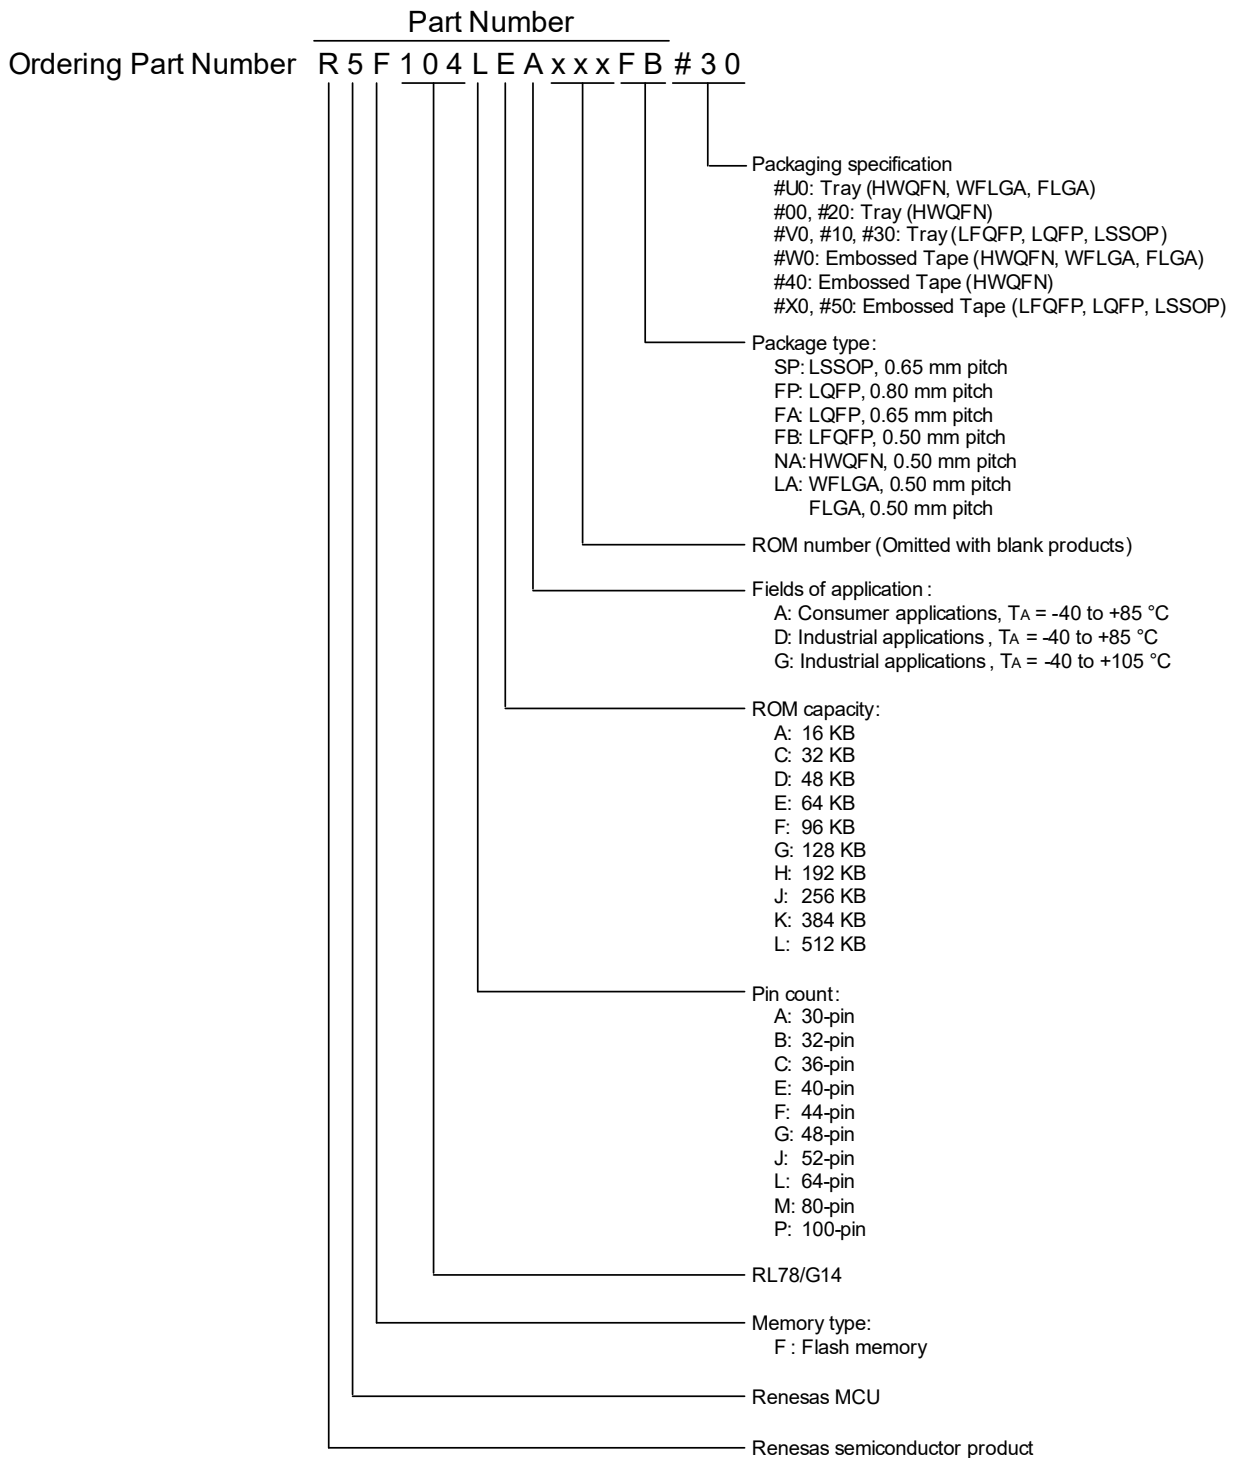 Part Number
Ordering Part Number R 5 F 1 0 4 L E A x x x F B # 3 0
Packaging specification
#U0: Tray (HWQFN, WFLGA, FLGA)
#00, #20: Tray (HWQFN)
#V0, #10, #30: Tray (LFQFP, LQFP, LSSOP)
#W0: Embossed Tape (HWQFN, WFLGA, FLGA)
#40: Embossed Tape (HWQFN)
#X0, #50: Embossed Tape (LFQFP, LQFP, LSSOP)
Package type:
SP: LSSOP, 0.65 mm pitch
FP: LQFP, 0.80 mm pitch
FA: LQFP, 0.65 mm pitch
FB: LFQFP, 0.50 mm pitch
NA: HWQFN, 0.50 mm pitch
LA: WFLGA, 0.50 mm pitch
FLGA, 0.50 mm pitch
ROM number (Omitted with blank products)
Fields of application :
A: Consumer applications, TA = -40 to +85 °C
D: Industrial applications , TA = -40 to +85 °C
G: Industrial applications , TA = -40 to +105 °C
ROM capacity:
A: 16 KB
C: 32 KB
D: 48 KB
E: 64 KB
F: 96 KB
G: 128 KB
H: 192 KB
J: 256 KB
K: 384 KB
L: 512 KB
Pin count:
A: 30-pin
B: 32-pin
C: 36-pin
E: 40-pin
F: 44-pin
G: 48-pin
J: 52-pin
L: 64-pin
M: 80-pin
P: 100-pin
RL78/G14
Memory type:
F : Flash memory
Renesas MCU
Renesas semiconductor product